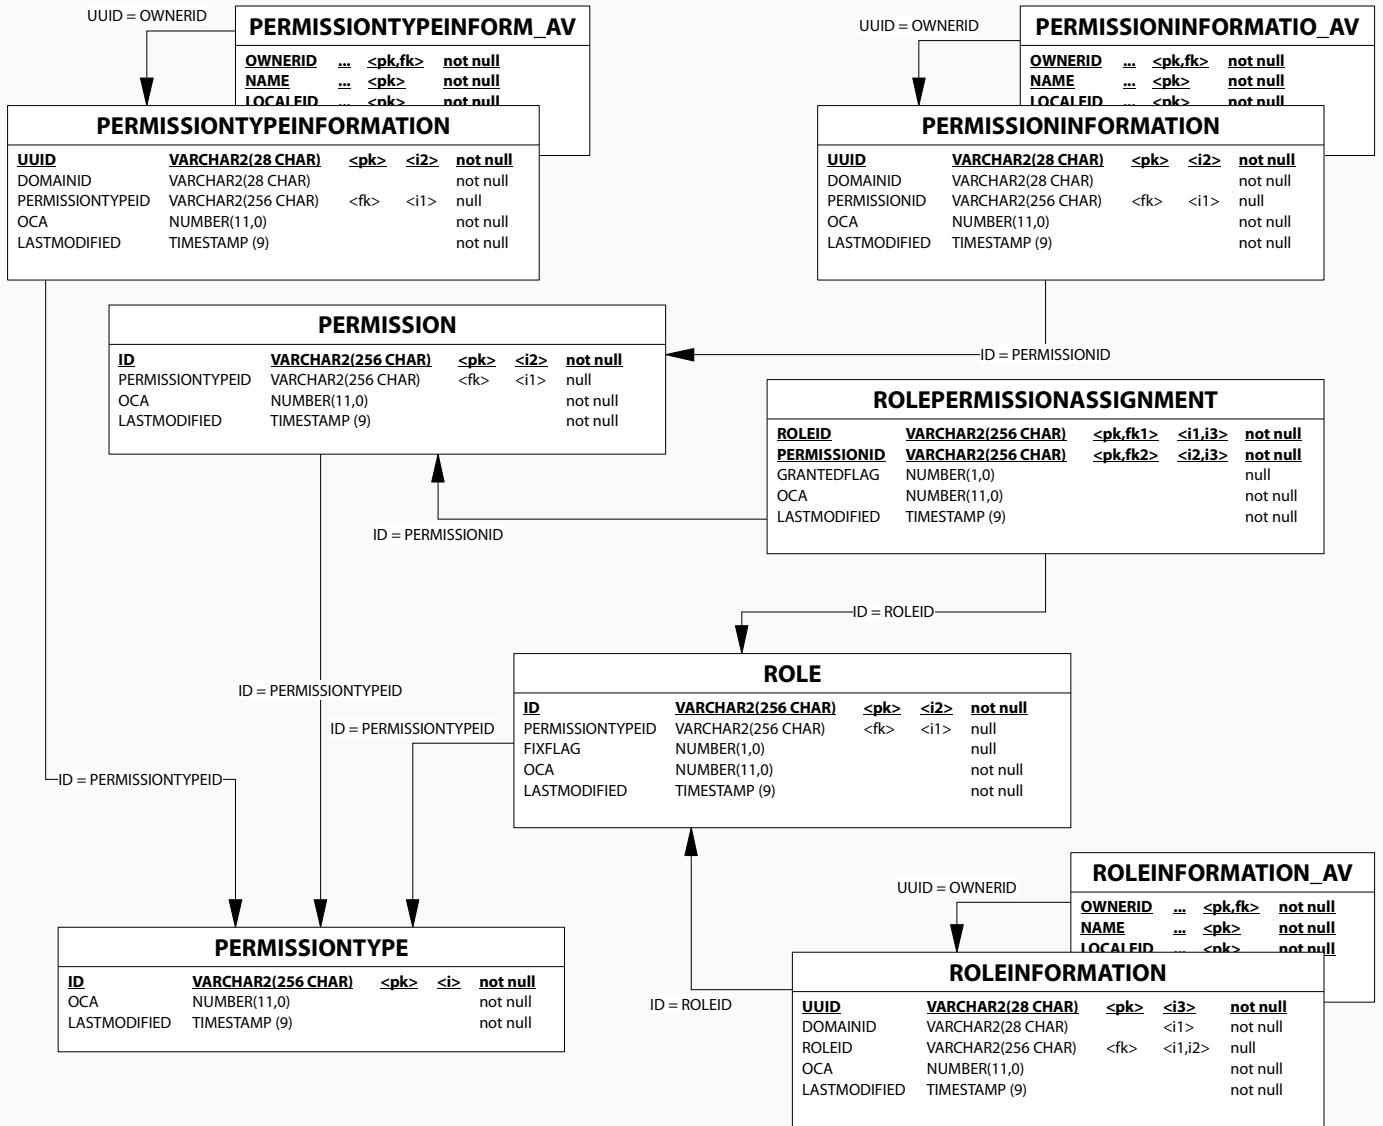 UUID = OWNERID
PERMISSIONTYPEINFORM_AV
OWNERID ... <pk,fk> not null
NAME ... <pk> not null
LOCALEID ... <pk> not null
PERMISSIONTYPEINFORMATION
UUID VARCHAR2(28 CHAR) <pk> <i2> not null
DOMAINID VARCHAR2(28 CHAR) not null
PERMISSIONTYPEID VARCHAR2(256 CHAR) <fk> <i1> null
OCA NUMBER(11,0) not null
LASTMODIFIED TIMESTAMP (9) not null
UUID = OWNERID
PERMISSIONINFORMATIO_AV
OWNERID ... <pk,fk> not null
NAME ... <pk> not null
LOCALEID ... <pk> not null
PERMISSIONINFORMATION
UUID VARCHAR2(28 CHAR) <pk> <i2> not null
DOMAINID VARCHAR2(28 CHAR) not null
PERMISSIONID VARCHAR2(256 CHAR) <fk> <i1> null
OCA NUMBER(11,0) not null
LASTMODIFIED TIMESTAMP (9) not null
PERMISSION
ID VARCHAR2(256 CHAR) <pk> <i2> not null
PERMISSIONTYPEID VARCHAR2(256 CHAR) <fk> <i1> null
OCA NUMBER(11,0) not null
LASTMODIFIED TIMESTAMP (9) not null
ID = PERMISSIONID
ROLEPERMISSIONASSIGNMENT
ROLEID VARCHAR2(256 CHAR) <pk,fk1> <i1,i3> not null
PERMISSIONID VARCHAR2(256 CHAR) <pk,fk2> <i2,i3> not null
GRANTEDFLAG NUMBER(1,0) null
OCA NUMBER(11,0) not null
LASTMODIFIED TIMESTAMP (9) not null
ID = PERMISSIONID
ID = ROLEID
ROLE
ID VARCHAR2(256 CHAR) <pk> <i2> not null
PERMISSIONTYPEID VARCHAR2(256 CHAR) <fk> <i1> null
FIXFLAG NUMBER(1,0) null
OCA NUMBER(11,0) not null
LASTMODIFIED TIMESTAMP (9) not null
ID = PERMISSIONTYPEID
ID = PERMISSIONTYPEID
ID = PERMISSIONTYPEID
PERMISSIONTYPE
ID VARCHAR2(256 CHAR) <pk> <i> not null
OCA NUMBER(11,0) not null
LASTMODIFIED TIMESTAMP (9) not null
UUID = OWNERID
ROLEINFORMATION_AV
OWNERID ... <pk,fk> not null
NAME ... <pk> not null
LOCALEID ... <pk> not null
ID = ROLEID
ROLEINFORMATION
UUID VARCHAR2(28 CHAR) <pk> <i3> not null
DOMAINID VARCHAR2(28 CHAR) <i1> not null
ROLEID VARCHAR2(256 CHAR) <fk> <i1,i2> null
OCA NUMBER(11,0) not null
LASTMODIFIED TIMESTAMP (9) not null